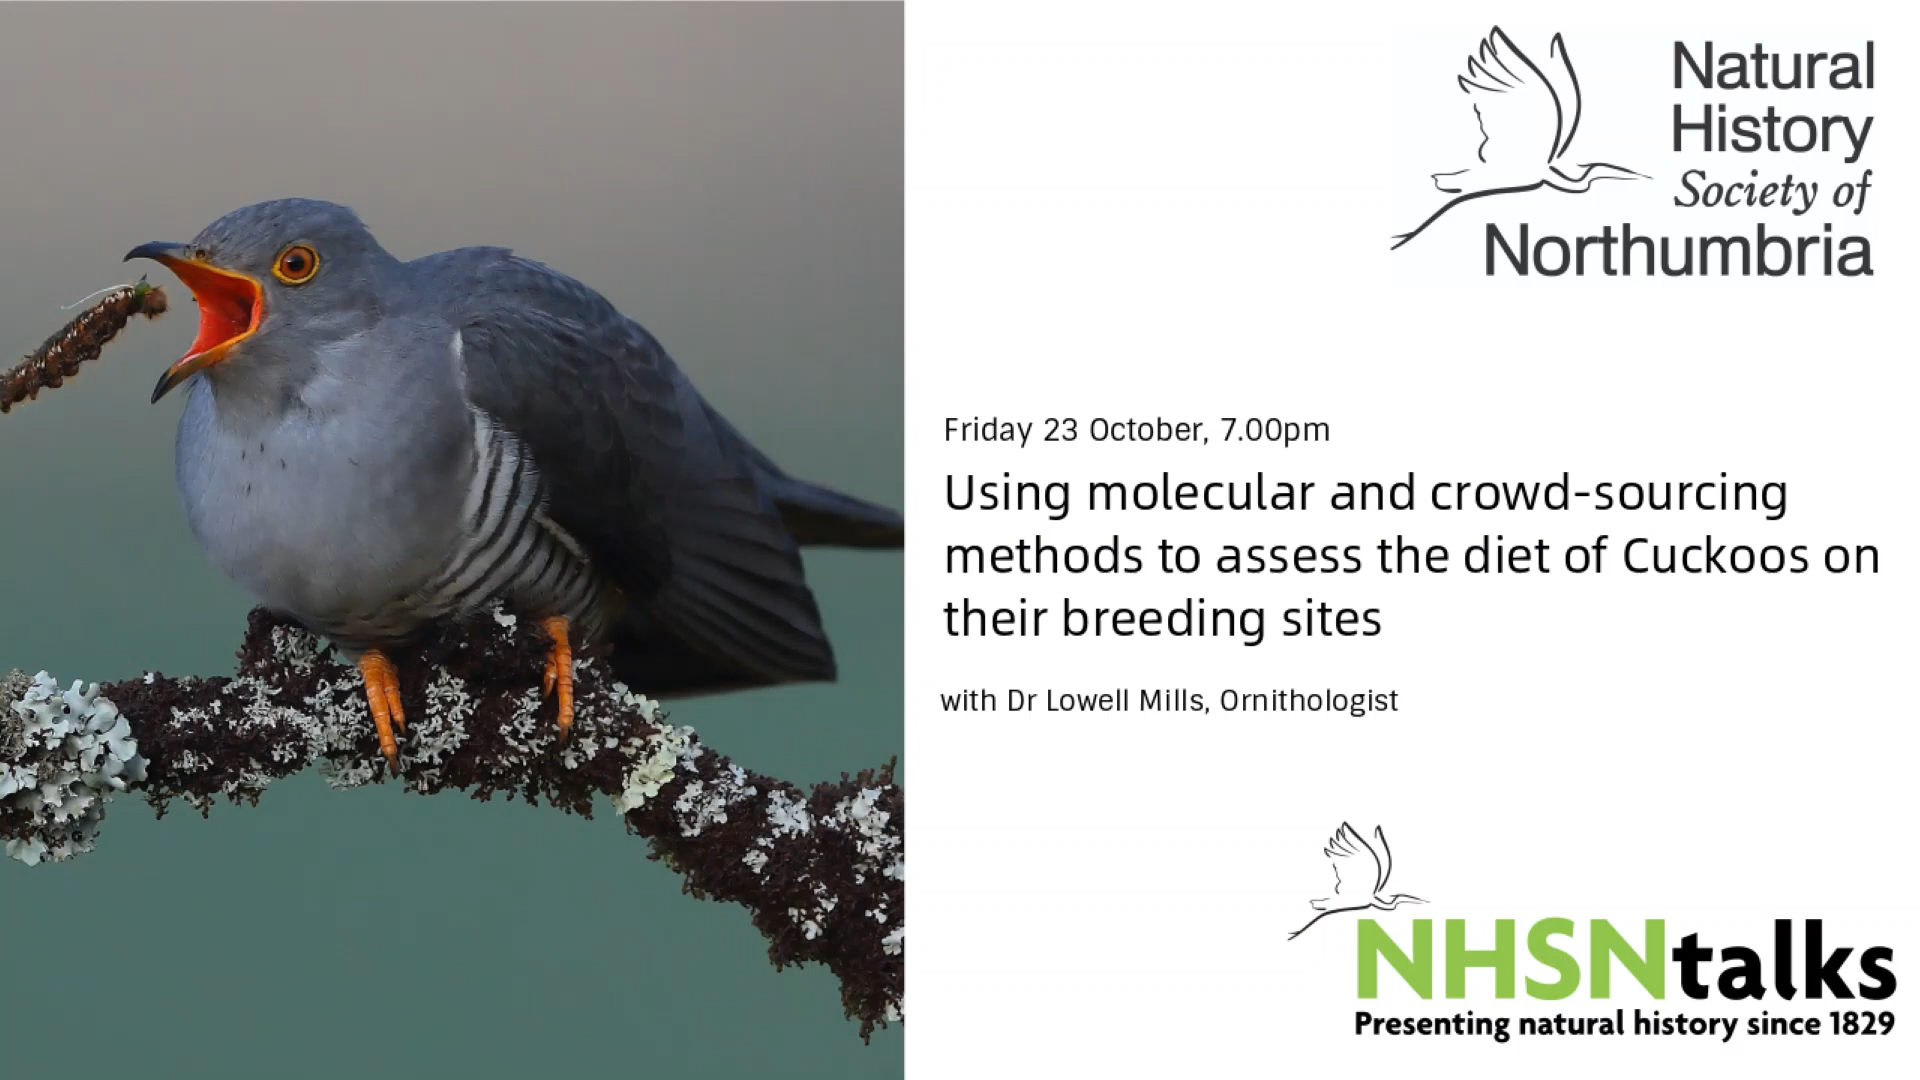 Natural
History
Society of
Northumbria
Friday 23 October, 7.00pm
Using molecular and crowd-sourcing
methods to assess the diet of Cuckoos on
their breeding sites
with Dr Lowell Mills, Ornithologist
NHSNtalks
Presenting natural history since 1829